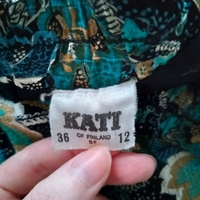 KATI
OF FINLAND
36 12